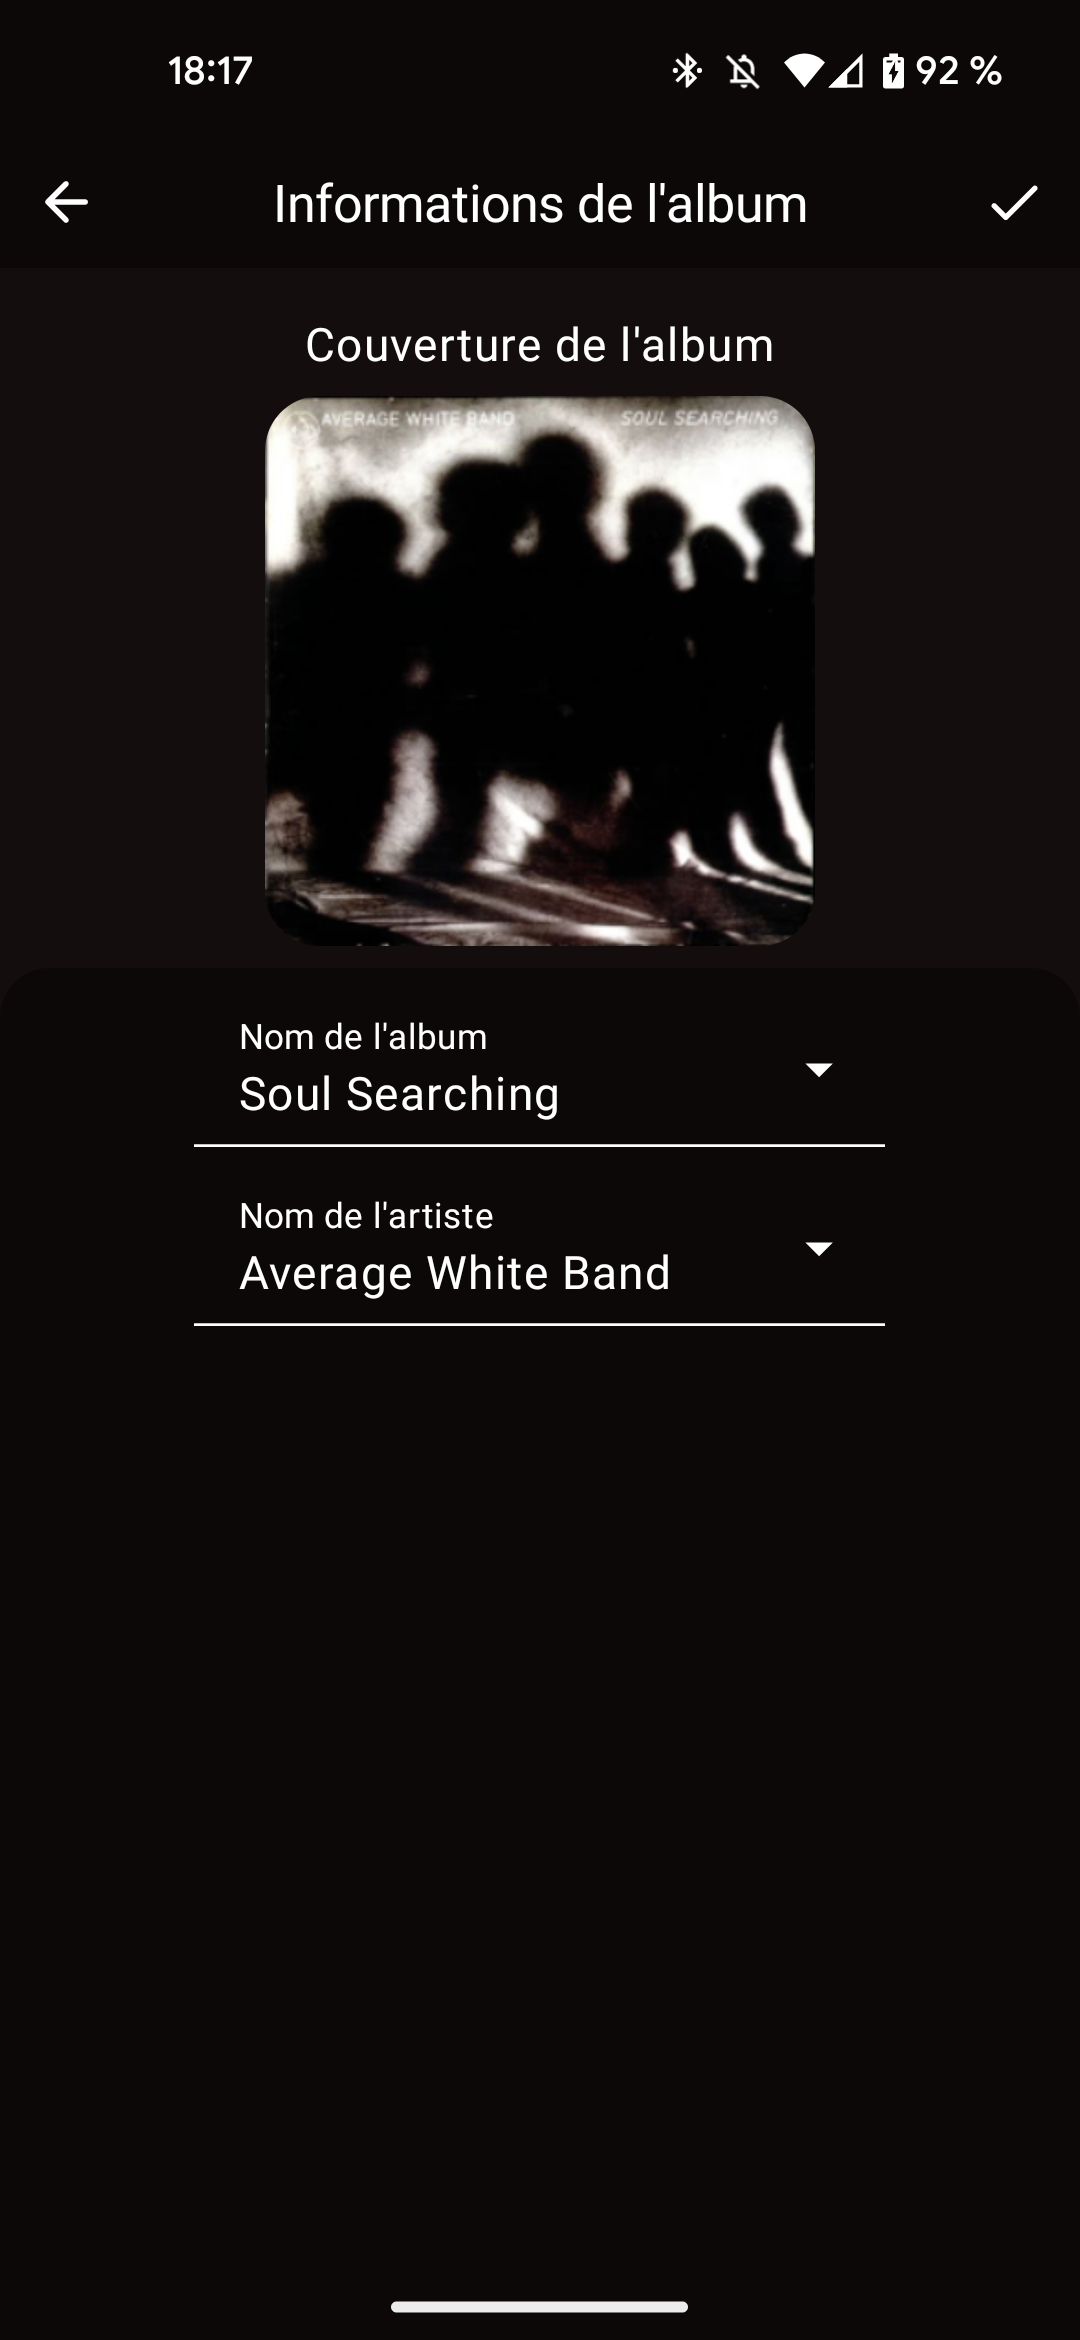 18:17
92 %
Informations de l'album
Couverture de l'album
AVERAGE WHITE BAND SOUL SEARCHING
Nom de l'album
Soul Searching
Nom de l'artiste
Average White Band